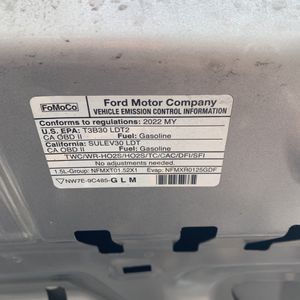 FoMoCo
Ford Motor Company
VEHICLE EMISSION CONTROL INFORMATION
Conforms to regulations: 2022 MY
U.S. EPA: T3B30 LDT2
CA OBD II Fuel: Gasoline
California: SULEV30 LDT
CA OBD II Fuel: Gasoline
TWC/WR-HO2S/HO2S/TC/CAC/DFI/SFI
No adjustments needed.
1.5L-Group: NFMXT01.52X1 Evap: NFMXR0125GDF
NW7E-9C485-GLM